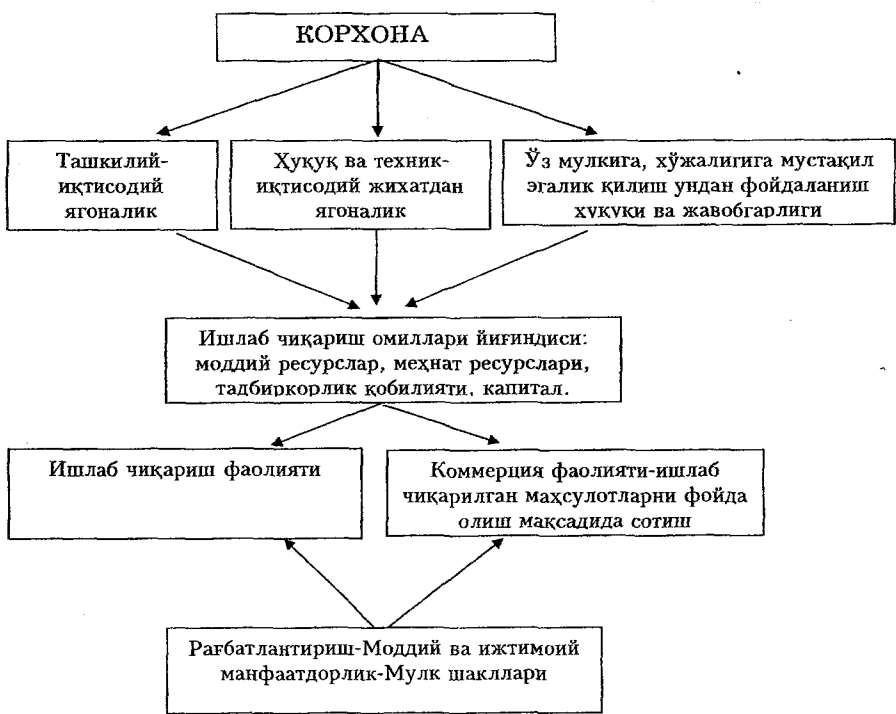 КОРХОНА
Ташкилий-
иқтисодий
ягоналик
Ҳуқуқ ва техник-
иқтисодий жихатдан
ягоналик
Ўз мулкига, хўжалигига мустақил
эгалик қилиш ундан фойдаланиш
хуқуқи ва жавобгарлиги
Ишлаб чиқариш омиллари йиғиндиси:
моддий ресурслар, меҳнат ресурслари,
тадбиркорлик қобилияти, капитал.
Ишлаб чиқариш фаолияти
Коммерция фаолияти-ишлаб
чиқарилган маҳсулотларни фойда
олиш мақсадида сотиш
Рағбатлантириш-Моддий ва ижтимоий
манфаатдорлик-Мулк шакллари